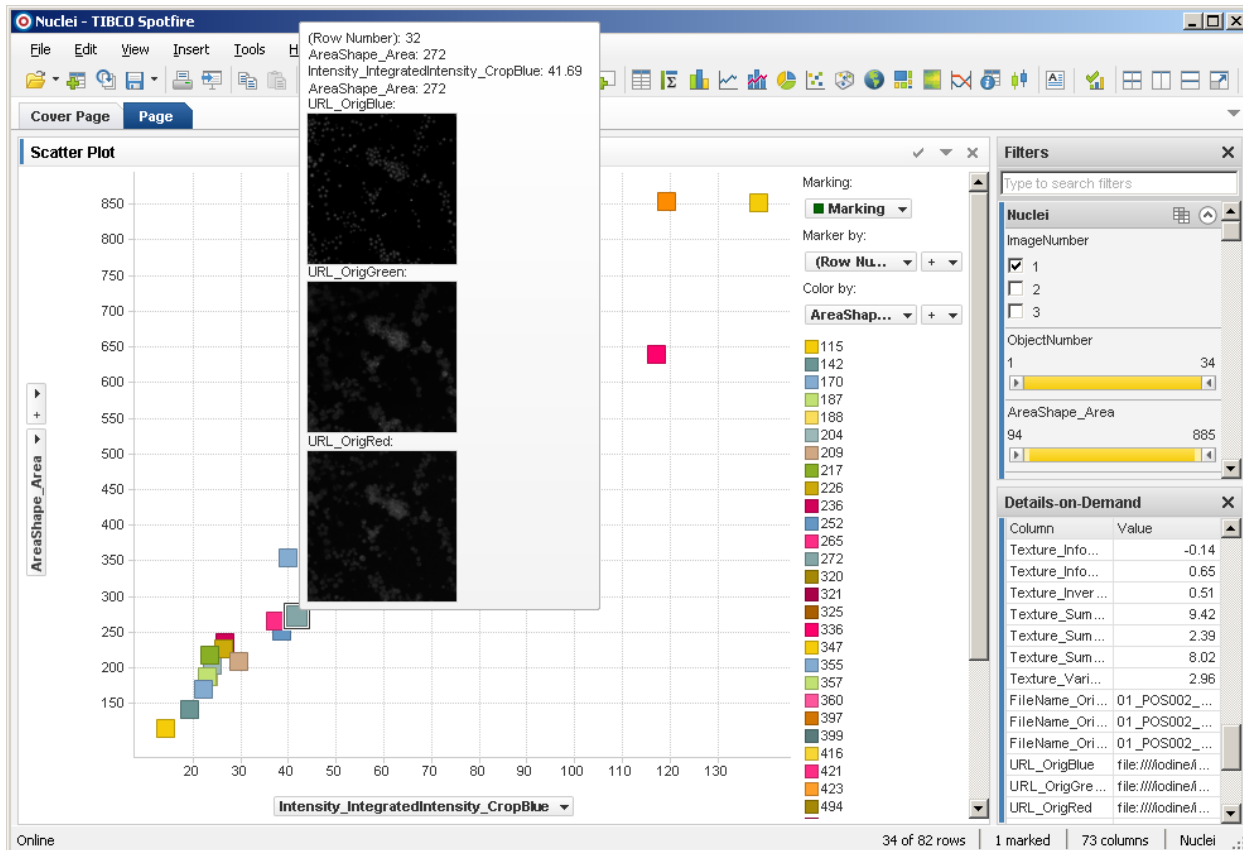 Nuclei - TIBCO Spotfire
File Edit View Insert Tools H
Cover Page Page
Scatter Plot
(Row Number): 32
AreaShape_Area: 272
Intensity_IntegratedIntensity_CropBlue: 41.69
AreaShape_Area: 272
URL_OrigBlue:
URL_OrigGreen:
URL_OrigRed:
850
800
750
700
650
600
550
500
450
400
350
300
250
200
150
AreaShape_Area
+
20 30 40 50 60 70 80 90 100 110 120 130
Intensity_IntegratedIntensity_CropBlue
Marking:
Marking
Marker by:
(Row Nu... +
Color by:
AreaShap... +
115
142
170
187
188
204
209
217
226
236
252
265
272
320
321
325
336
347
355
357
360
397
399
416
421
423
494
Filters
Type to search filters
Nuclei
ImageNumber
1
2
3
ObjectNumber
1 34
AreaShape_Area
94 885
Details-on-Demand
Column Value
Texture_Info... -0.14
Texture_Info... 0.65
Texture_Inver... 0.51
Texture_Sum... 9.42
Texture_Sum... 2.39
Texture_Sum... 8.02
Texture_Vari... 2.96
FileName_Ori... 01_POS002_...
FileName_Ori... 01_POS002_...
FileName_Ori... 01_POS002_...
URL_OrigBlue file:////iodine/i...
URL_OrigGre... file:////iodine/i...
URL_OrigRed file:////iodine/i...
Online 34 of 82 rows 1 marked 73 columns Nuclei